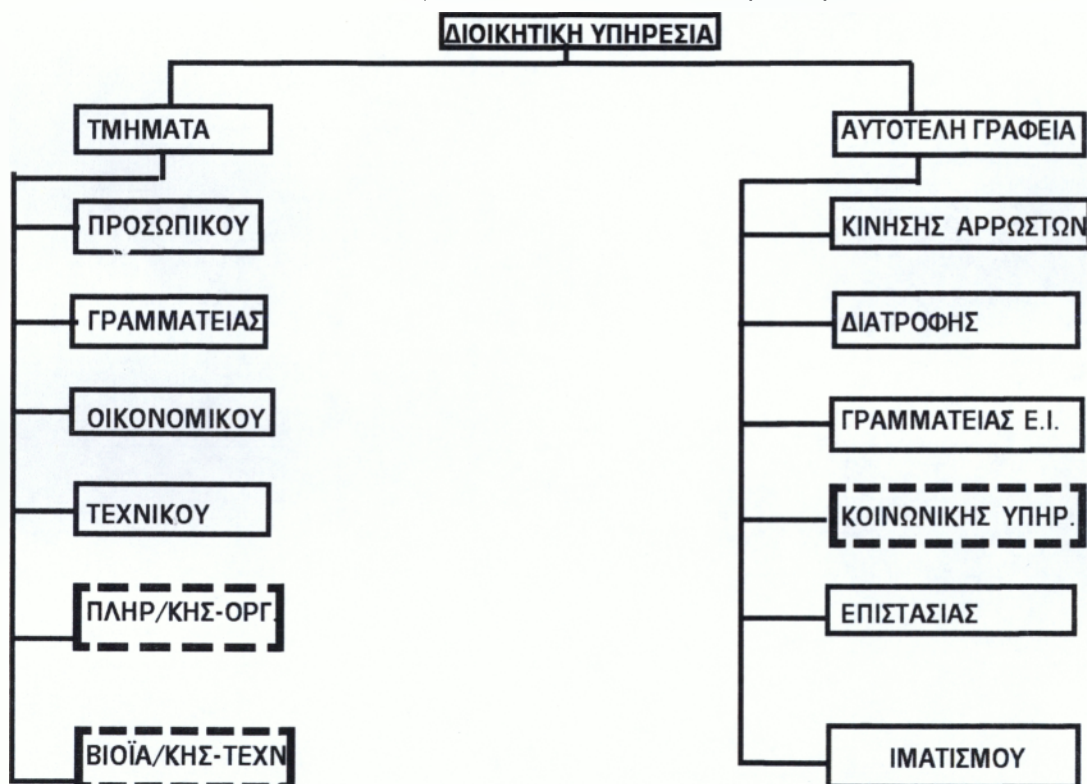 ΔΙΟΙΚΗΤΙΚΗ ΥΠΗΡΕΣΙΑ
ΤΜΗΜΑΤΑ
ΠΡΟΣΩΠΙΚΟΥ
ΓΡΑΜΜΑΤΕΙΑΣ
ΟΙΚΟΝΟΜΙΚΟΥ
ΤΕΧΝΙΚΟΥ
ΠΛΗΡ/ΚΗΣ-ΟΡΓ.
ΒΙΟΪΑ/ΚΗΣ-ΤΕΧΝ
ΑΥΤΟΤΕΛΗ ΓΡΑΦΕΙΑ
ΚΙΝΗΣΗΣ ΑΡΡΩΣΤΩΝ
ΔΙΑΤΡΟΦΗΣ
ΓΡΑΜΜΑΤΕΙΑΣ Ε.Ι.
ΚΟΙΝΩΝΙΚΗΣ ΥΠΗΡ.
ΕΠΙΣΤΑΣΙΑΣ
ΙΜΑΤΙΣΜΟΥ